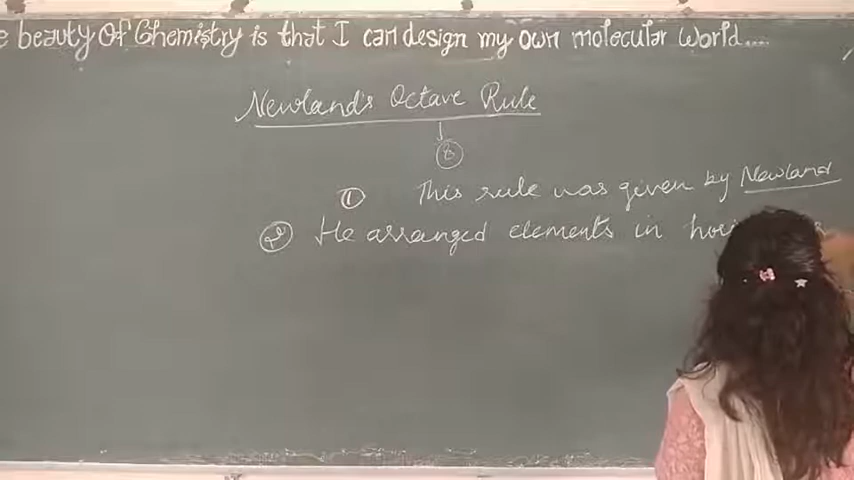 e beauty Of Chemistry is that I can design my own molecular world....
Newland's Octave Rule
↓
8
① This rule was given by Newland
② He arranged elements in